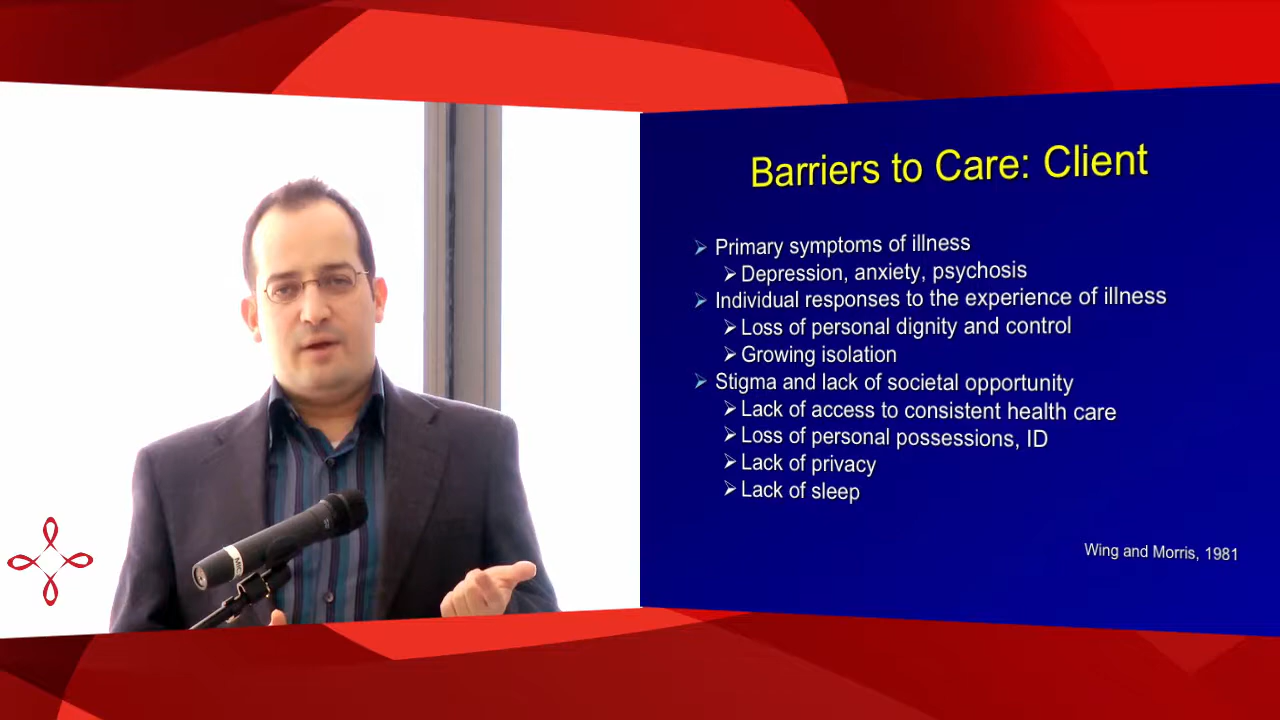 Barriers to Care: Client
Primary symptoms of illness
Depression, anxiety, psychosis
Individual responses to the experience of illness
Loss of personal dignity and control
Growing isolation
Stigma and lack of societal opportunity
Lack of access to consistent health care
Loss of personal possessions, ID
Lack of privacy
Lack of sleep
Wing and Morris, 1981